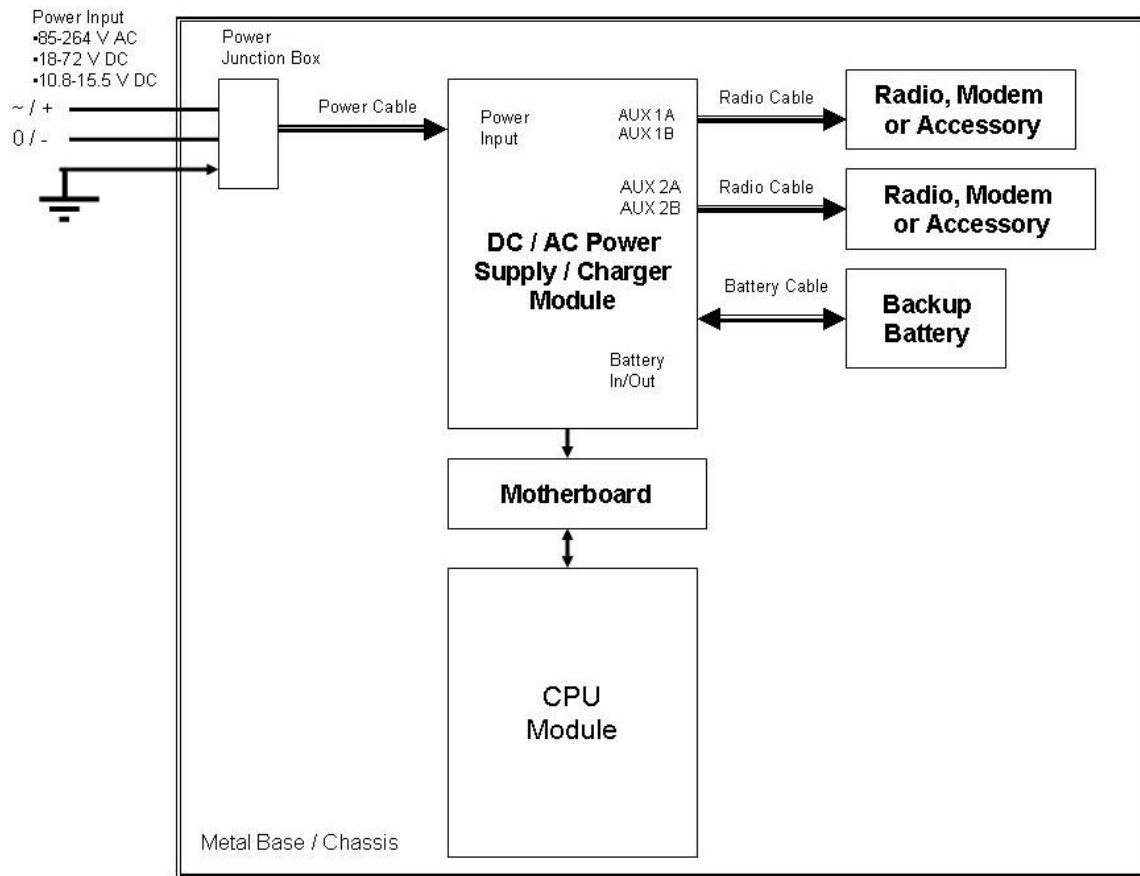 Power Input
•85-264 V AC
•18-72 V DC
•10.8-15.5 V DC
~ / +
0 / -
Power
Junction Box
Power Cable
Power
Input
AUX 1A
AUX 1B
AUX 2A
AUX 2B
DC / AC Power
Supply / Charger
Module
Battery
In/Out
Radio Cable
Radio, Modem
or Accessory
Radio Cable
Radio, Modem
or Accessory
Battery Cable
Backup
Battery
Motherboard
CPU
Module
Metal Base / Chassis